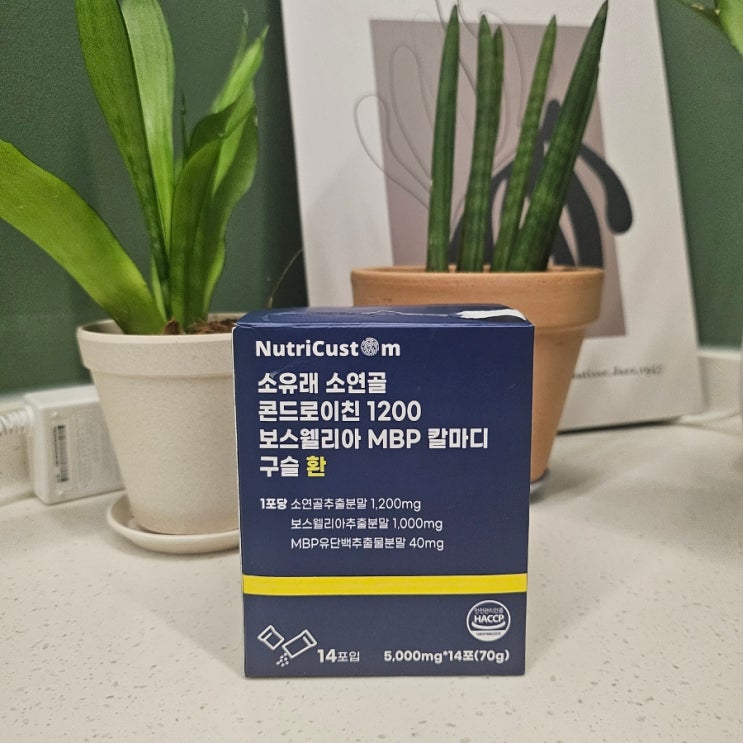 NutriCustom
소유래 소연골
콘드로이친 1200
보스웰리아 MBP 칼마디
구슬 환
1포당 소연골추출분말 1,200mg
보스웰리아추출분말 1,000mg
MBP유단백추출물분말 40mg
HACCP
14포입
5,000mg*14포(70g)